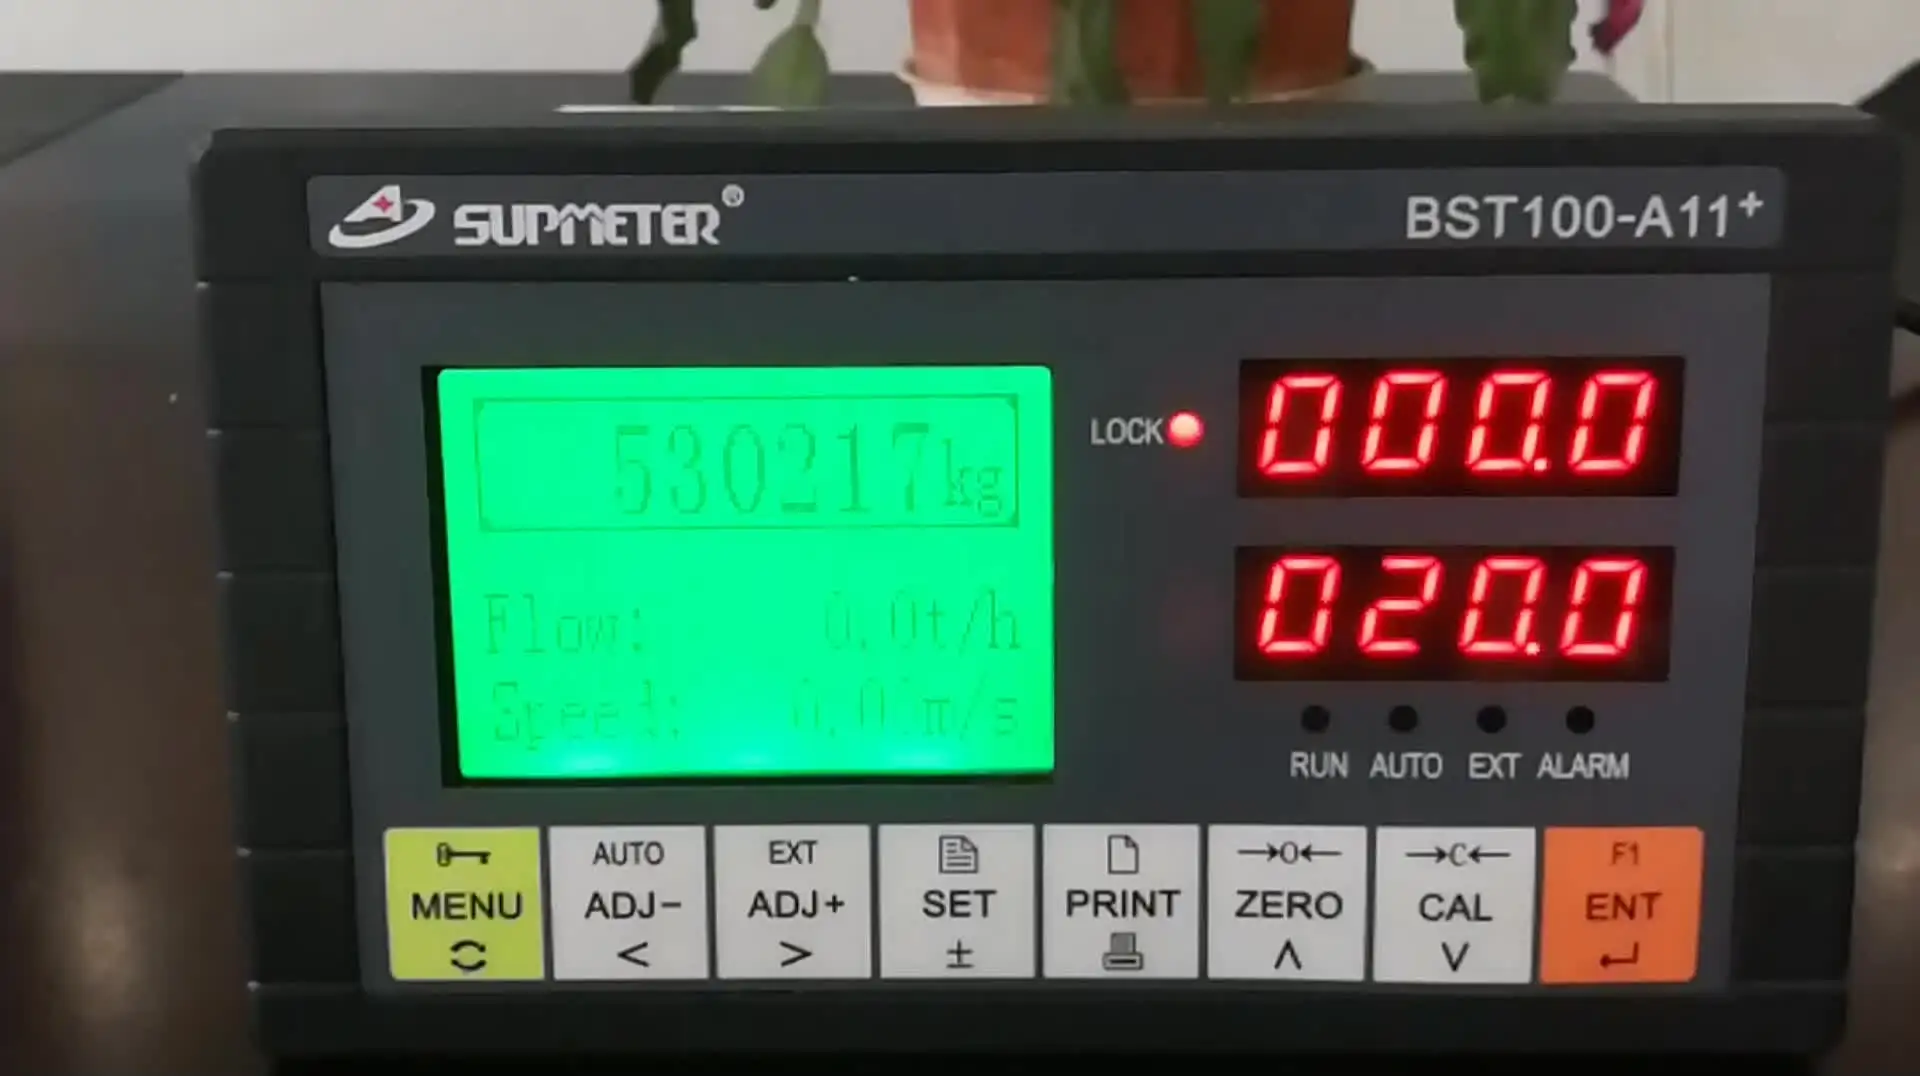 SUPMETER®
BST100-A11+
530217kg
Flow: 0.0t/h
Speed: 0.0m/s
LOCK
000.0
020.0
RUN AUTO EXT ALARM
MENU
AUTO
ADJ-
<
EXT
ADJ+
>
SET
±
PRINT
→0←
ZERO
∧
→C←
CAL
∨
F1
ENT